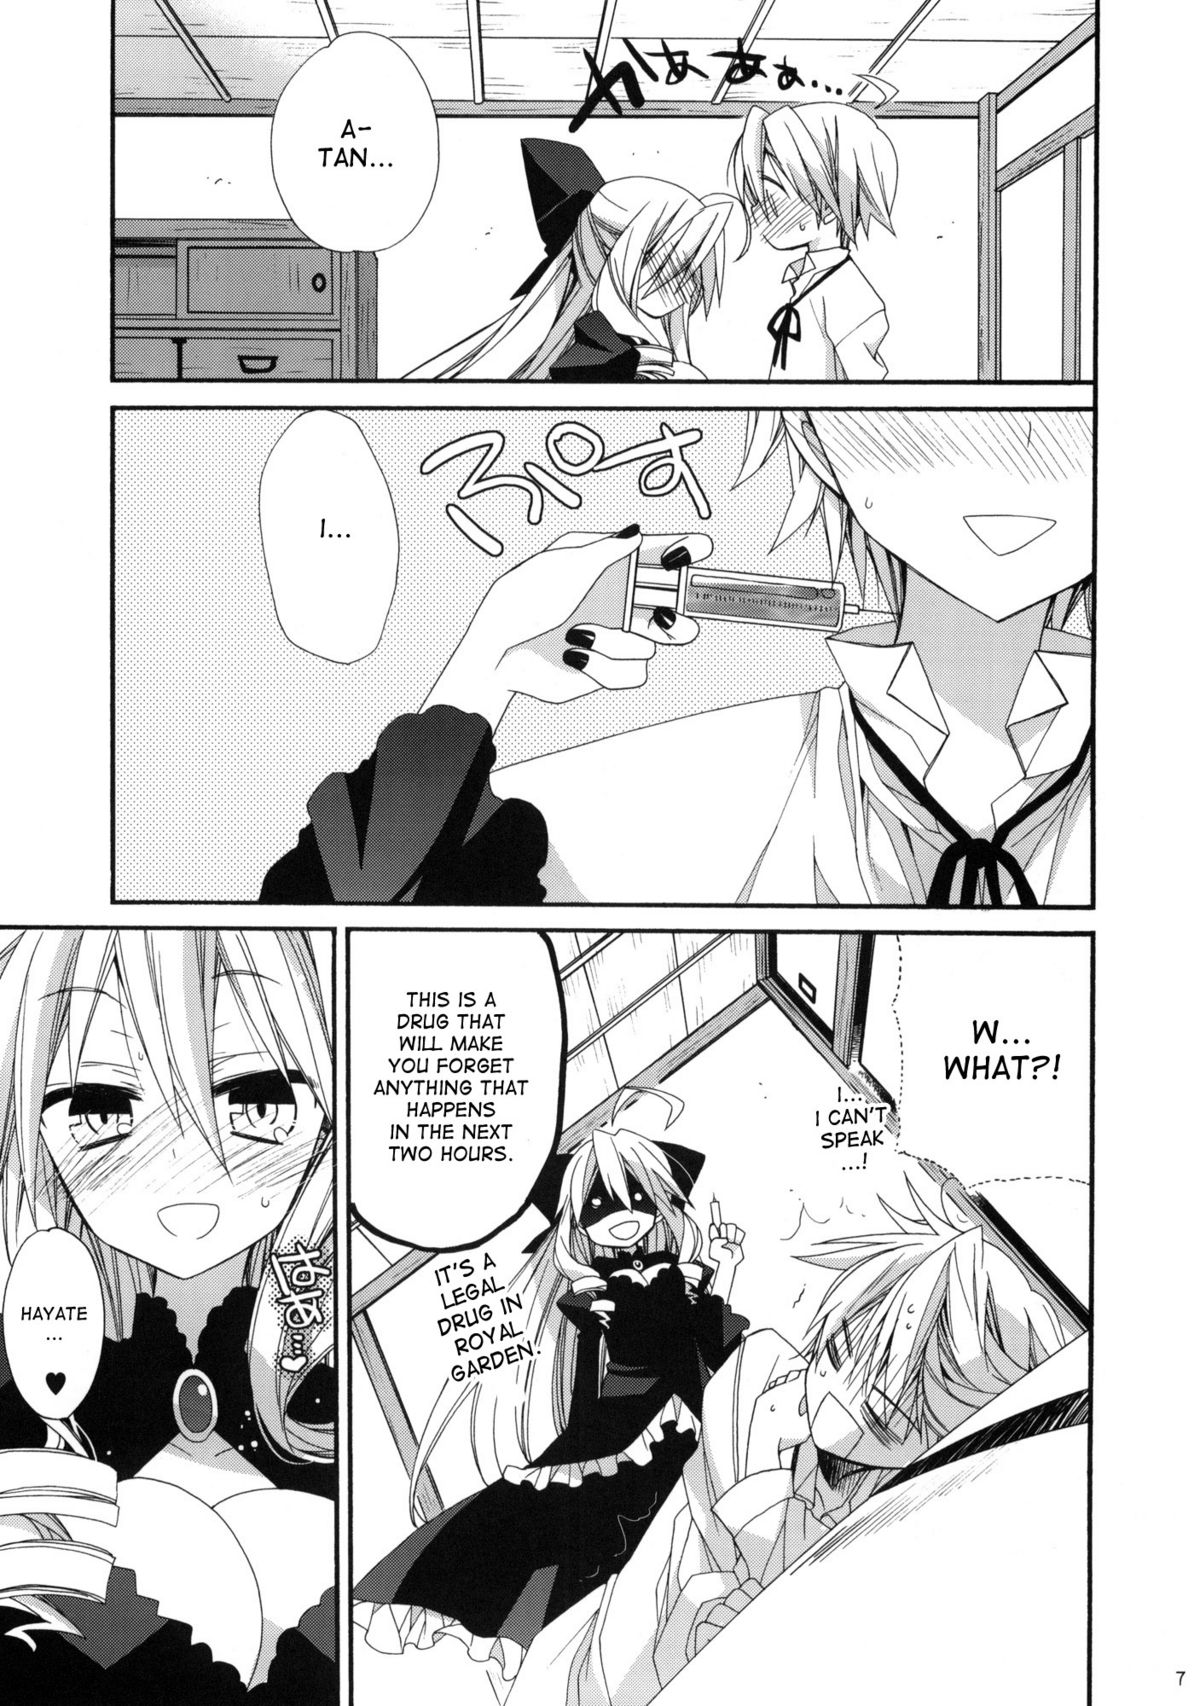 かぁぁぁ...
A-
TAN...
ぷす
I...
W...
WHAT?!
I...
I CAN'T
SPEAK
...!
THIS IS A
DRUG THAT
WILL MAKE
YOU FORGET
ANYTHING THAT
HAPPENS
IN THE NEXT
TWO HOURS.
IT'S A
LEGAL
DRUG IN
ROYAL
GARDEN!
はぁ…♡
HAYATE
...
♥
7